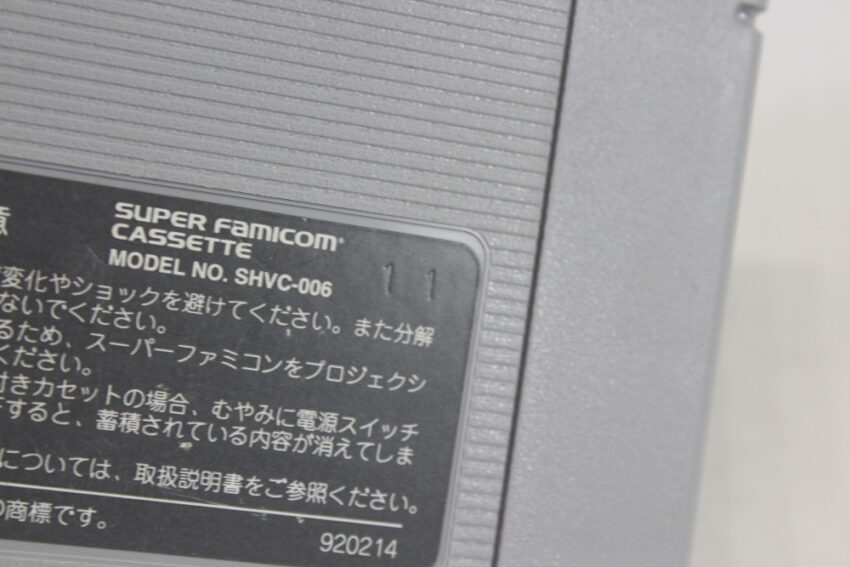 意
SUPER FAMICOM
CASSETTE
MODEL NO. SHVC-006
11
変化やショックを避けてください。また分解
ないでください。
るため、スーパーファミコンをプロジェクシ
ください。
付きカセットの場合、むやみに電源スイッチ
すると、蓄積されている内容が消えてしま
については、取扱説明書をご参照ください。
の商標です。
920214